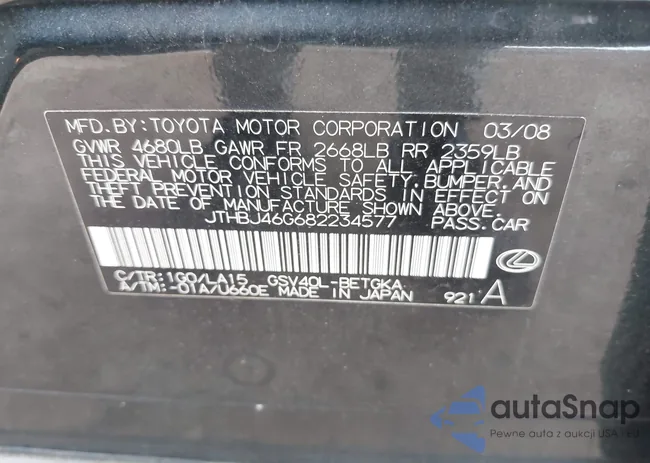 MFD.BY:TOYOTA MOTOR CORPORATION 03/08
GVWR 4680LB GAWR FR 2668LB RR 2359LB
THIS VEHICLE CONFORMS TO ALL APPLICABLE
FEDERAL MOTOR VEHICLE SAFETY,BUMPER,AND
THEFT PREVENTION STANDARDS IN EFFECT ON
THE DATE OF MANUFACTURE SHOWN ABOVE.
JTHBJ46G682234577 PASS.CAR
C/TR:1G0/LA15 GSV40L-BETGKA
A/TM:-01A/U660E MADE IN JAPAN 921 A
autaSnap
Pewne auta z aukcji USA - EU